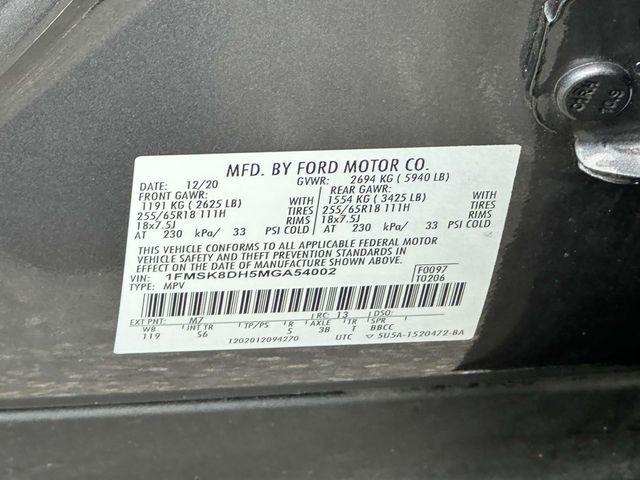 MFD. BY FORD MOTOR CO.
DATE: 12/20 GVWR: 2694 KG ( 5940 LB)
FRONT GAWR: REAR GAWR:
1191 KG ( 2625 LB) WITH 1554 KG ( 3425 LB) WITH
255/65R18 111H TIRES 255/65R18 111H TIRES
18x7.5J RIMS 18x7.5J RIMS
AT 230 kPa/ 33 PSI COLD AT 230 kPa/ 33 PSI COLD
THIS VEHICLE CONFORMS TO ALL APPLICABLE FEDERAL MOTOR
VEHICLE SAFETY AND THEFT PREVENTION STANDARDS IN EFFECT ON
THE DATE OF MANUFACTURE SHOWN ABOVE.
VIN: 1FMSK8DH5MGA54002 F0097
TYPE: MPV T0206
EXT PNT: M7 RC: 13 DSO:
WB INT TR TP/PS R AXLE TR SPR BBCC
119 S6 S 3B T
1202012094270 UTC 5U5A-1520472-BA